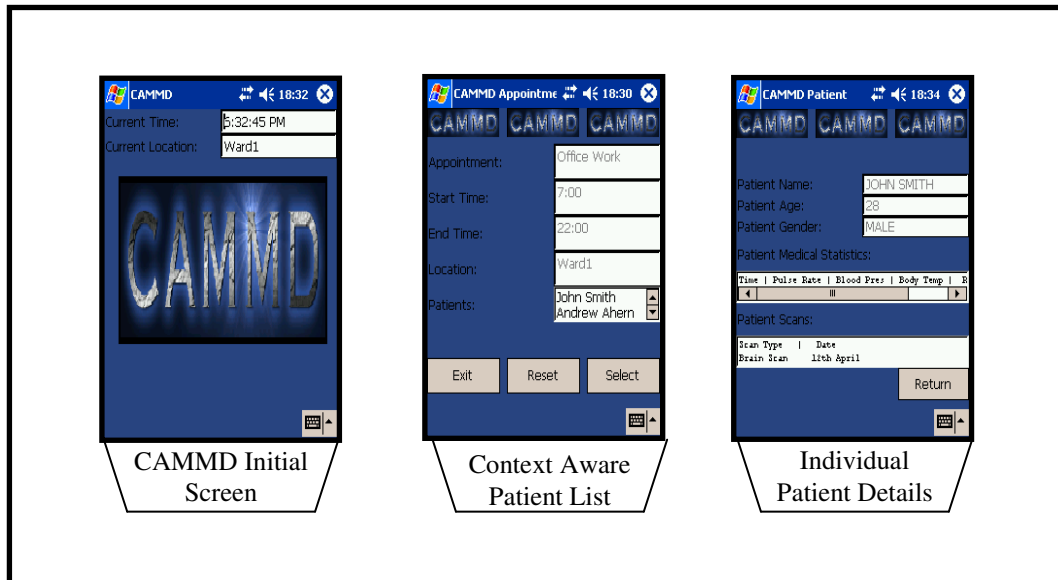 CAMMD 18:32
Current Time: 5:32:45 PM
Current Location: Ward1
CAMMD
CAMMD Initial
Screen
CAMMD Appointme 18:30
CAMMD CAMMD CAMMD
Appointment: Office Work
Start Time: 7:00
End Time: 22:00
Location: Ward1
Patients: John Smith
Andrew Ahern
Exit Reset Select
Context Aware
Patient List
CAMMD Patient 18:34
CAMMD CAMMD CAMMD
Patient Name: JOHN SMITH
Patient Age: 28
Patient Gender: MALE
Patient Medical Statistics:
Time | Pulse Rate | Blood Pres | Body Temp | R
Patient Scans:
Scan Type | Date
Brain Scan 12th April
Return
Individual
Patient Details